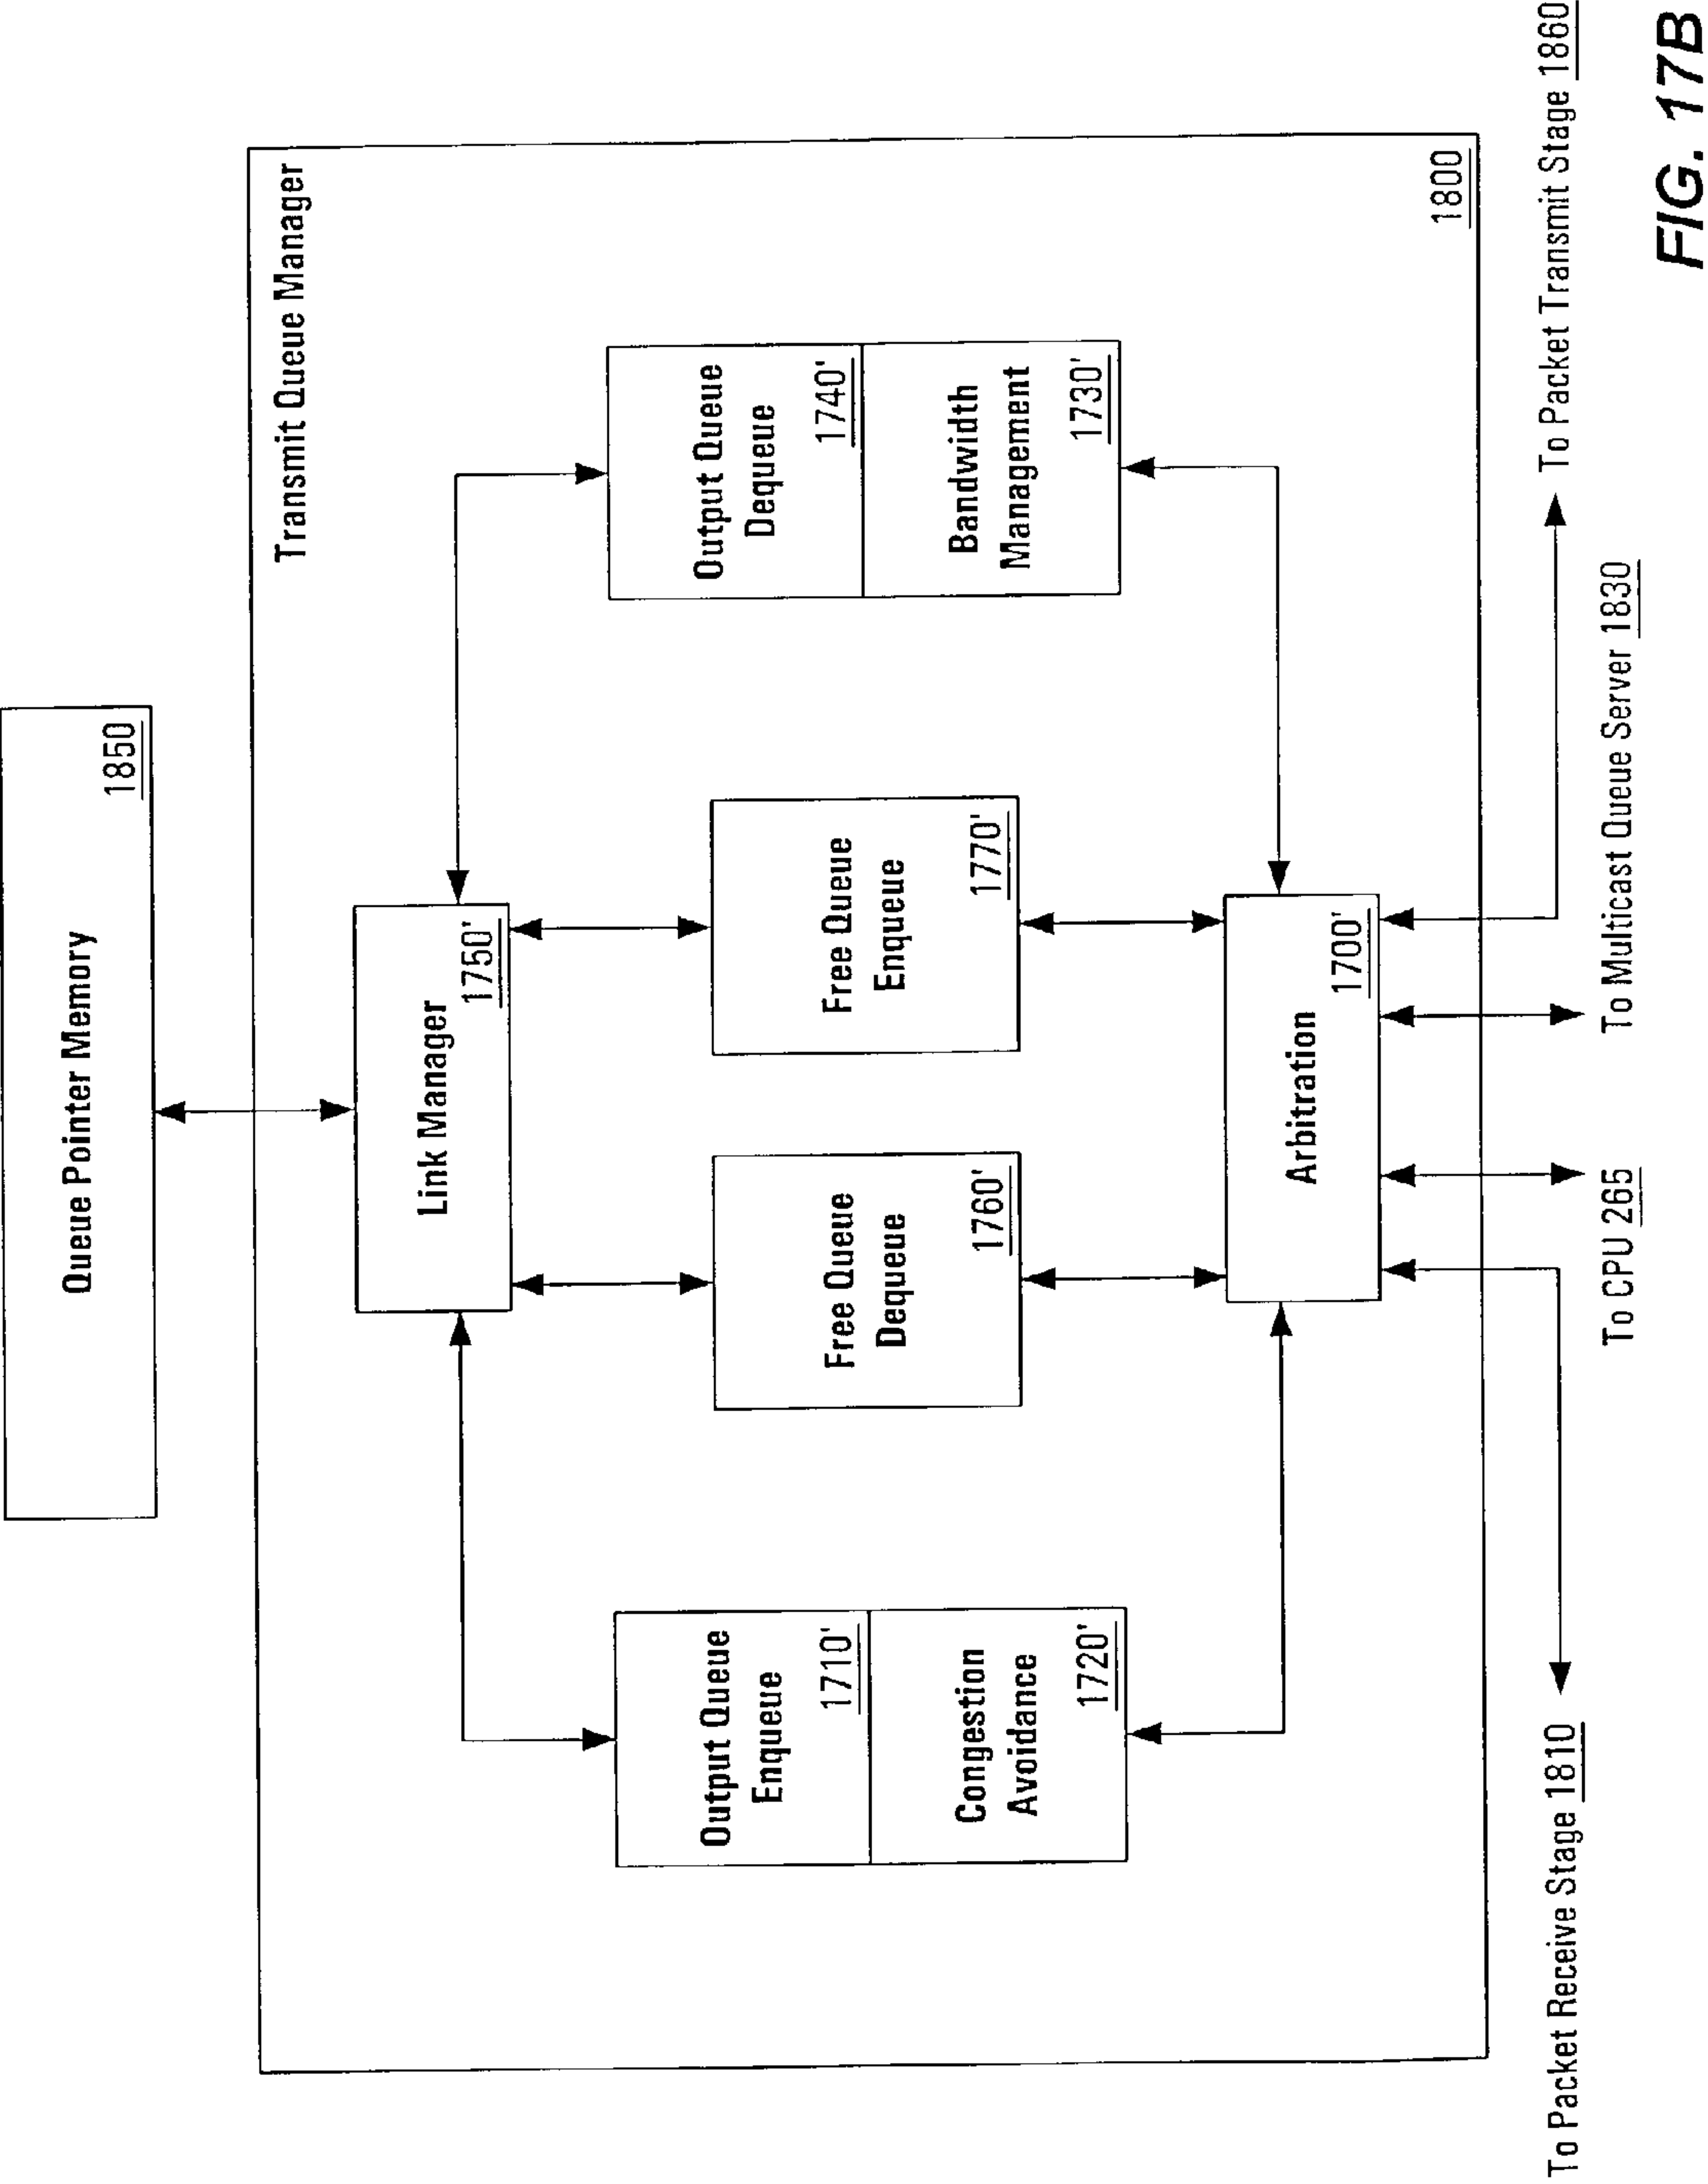 Queue Pointer Memory
1850
Transmit Queue Manager
Link Manager
1750'
Output Queue
Enqueue
1710'
Congestion
Avoidance
1720'
Free Queue
Dequeue
1760'
Free Queue
Enqueue
1770'
Output Queue
Dequeue
1740'
Bandwidth
Management
1730'
Arbitration
1700'
1800
To Packet Receive Stage 1810
To CPU 265
To Multicast Queue Server 1830
To Packet Transmit Stage 1860
FIG. 17B